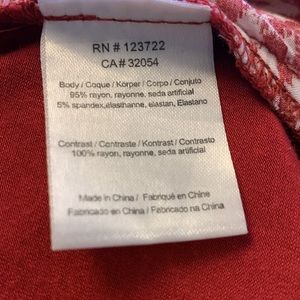 RN # 123722
CA# 32054
Body / Coque / Korper / Corpo / Conjuto
95% rayon, rayonne, seda artificial
5% spandex,elasthanne, elastan, Elastano
Contrast / Contraste / Kontrast / Contrasto
100% rayon, rayonne, seda artificial
Made in China / Fabriqué en Chine
Fabricado en China / Fabricado na China